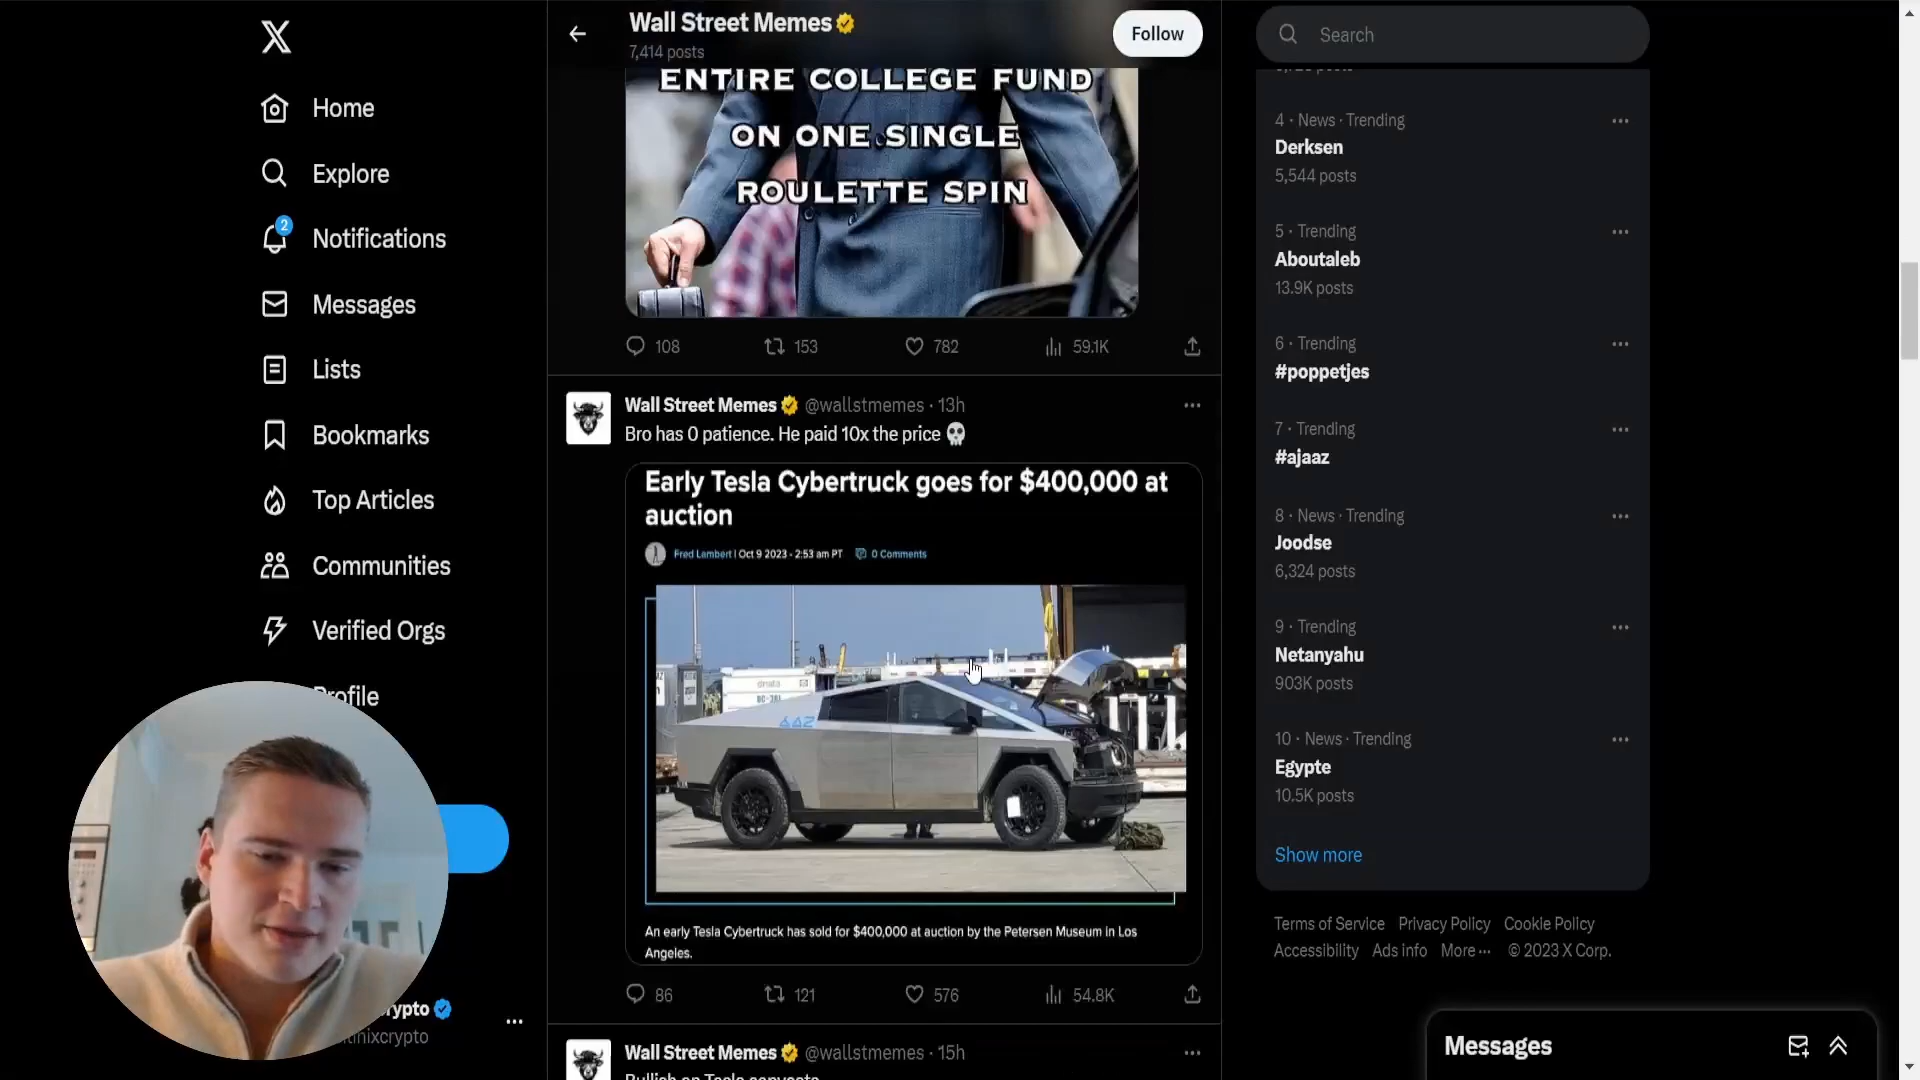 Home
Explore
2
Notifications
Messages
Lists
Bookmarks
Top Articles
Communities
Verified Orgs
Profile
rypto
nixcrypto
Wall Street Memes
7,414 posts
Follow
ENTIRE COLLEGE FUND
ON ONE SINGLE
ROULETTE SPIN
108 153 782 59.1K
Wall Street Memes @wallstmemes · 13h
Bro has 0 patience. He paid 10x the price 💀
Early Tesla Cybertruck goes for $400,000 at
auction
Fred Lambert | Oct 9 2023 - 2:53 am PT 0 Comments
An early Tesla Cybertruck has sold for $400,000 at auction by the Petersen Museum in Los
Angeles.
86 121 576 54.8K
Wall Street Memes @wallstmemes · 15h
Search
4 · News · Trending
Derksen
5,544 posts
5 · Trending
Aboutaleb
13.9K posts
6 · Trending
#poppetjes
7 · Trending
#ajaaz
8 · News · Trending
Joodse
6,324 posts
9 · Trending
Netanyahu
903K posts
10 · News · Trending
Egypte
10.5K posts
Show more
Terms of Service Privacy Policy Cookie Policy
Accessibility Ads info More ··· © 2023 X Corp.
Messages